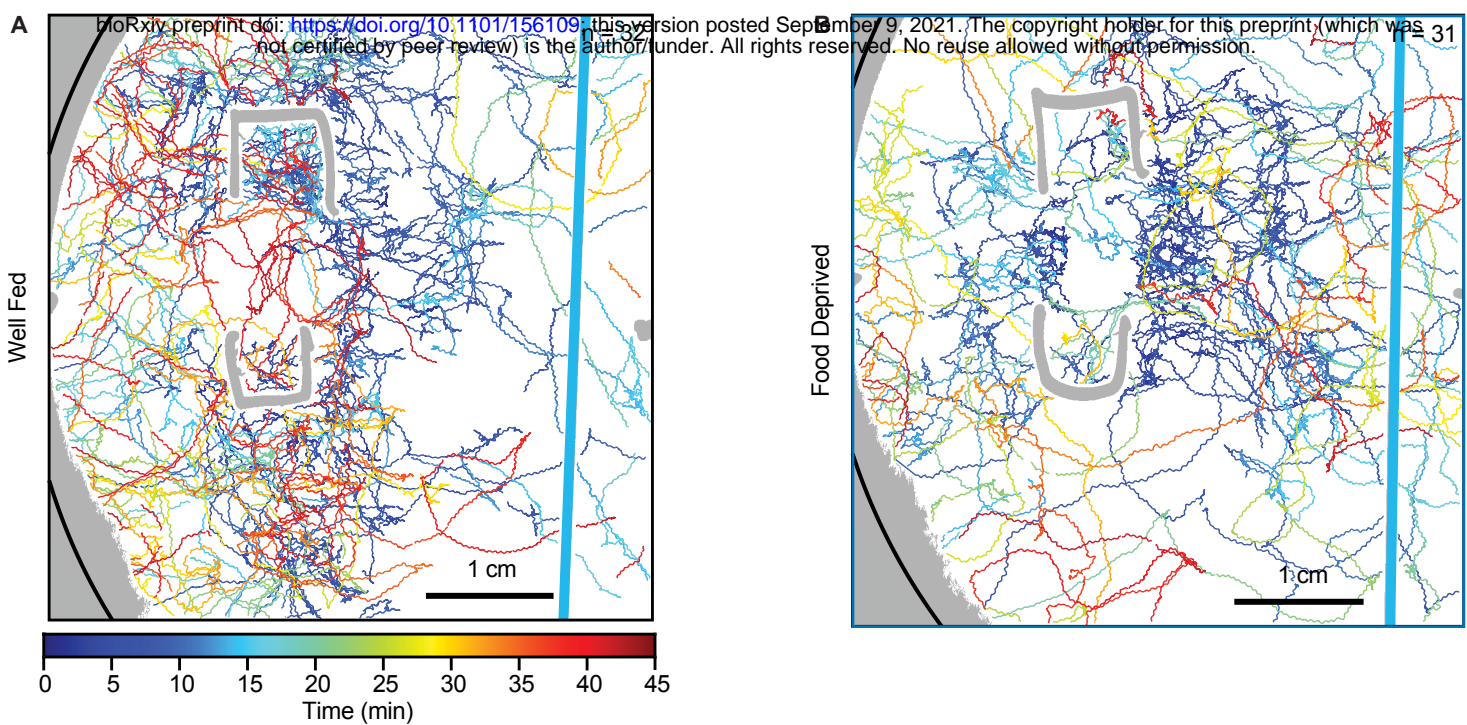 A
bioRxiv preprint doi: https://doi.org/10.1101/156109; this version posted September 9, 2021. The copyright holder for this preprint (which was
not certified by peer review) is the author/funder. All rights reserved. No reuse allowed without permission.
n = 32
B
n = 31
Well Fed
Food Deprived
1 cm
1 cm
0 5 10 15 20 25 30 35 40 45
Time (min)